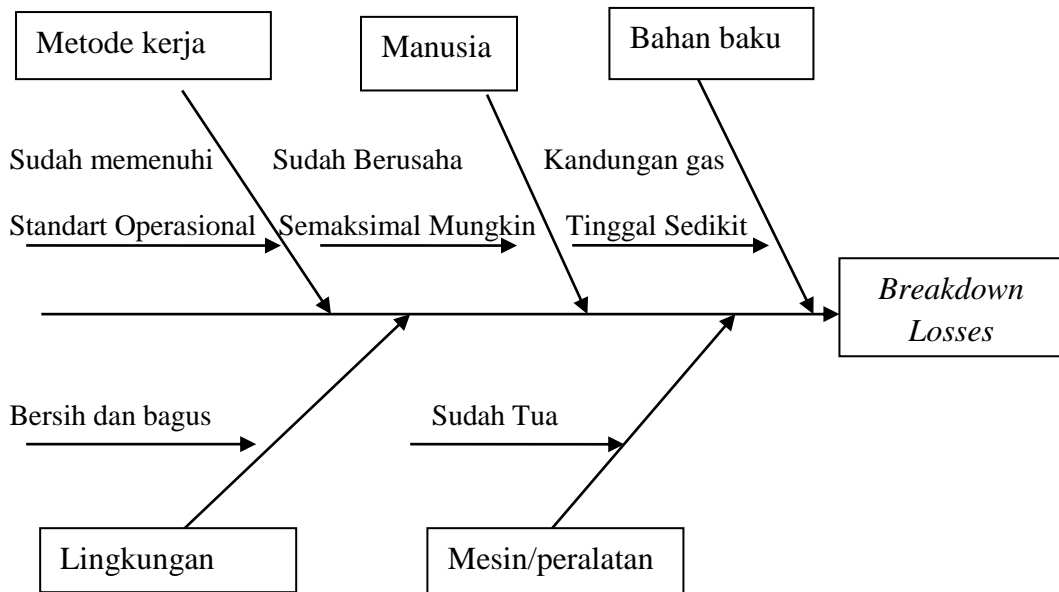 Metode kerja
Manusia
Bahan baku
Sudah memenuhi
Standart Operasional
Sudah Berusaha
Semaksimal Mungkin
Kandungan gas
Tinggal Sedikit
Breakdown
Losses
Bersih dan bagus
Sudah Tua
Lingkungan
Mesin/peralatan